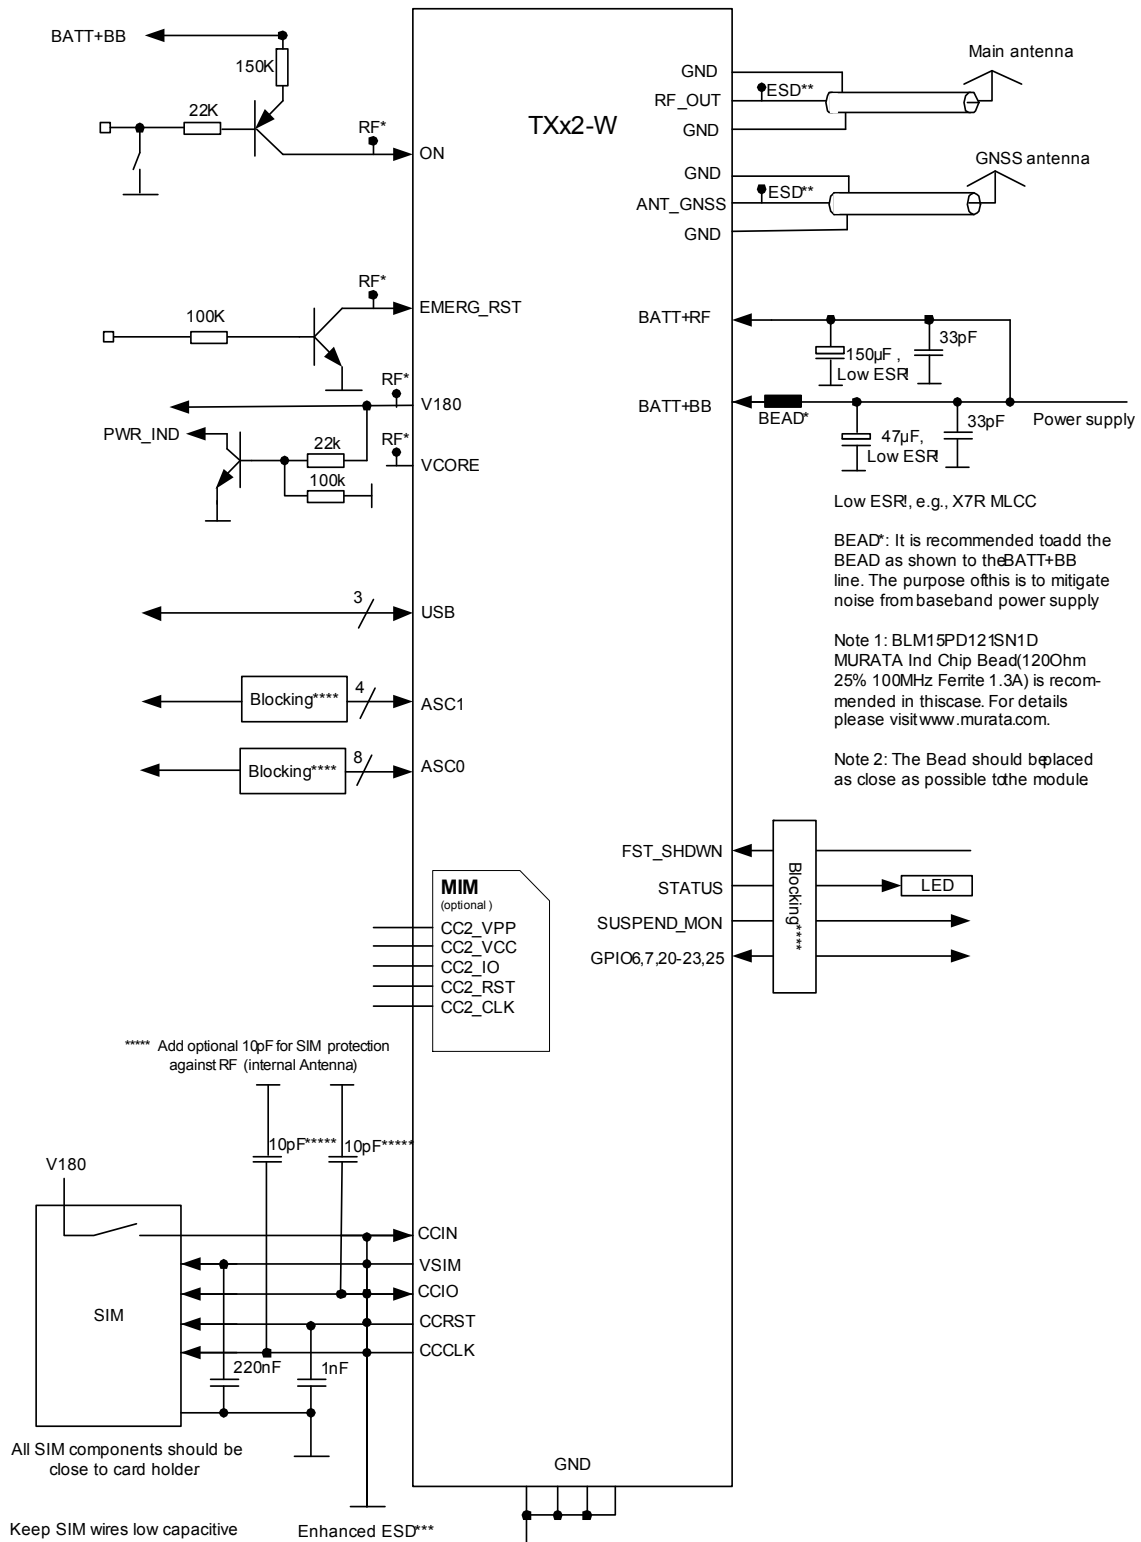 BATT+BB
150K
22K
RF*
ON
TXx2-W
GND
RF_OUT
GND
ESD**
Main antenna
GND
ANT_GNSS
GND
ESD**
GNSS antenna
RF*
EMERG_RST
100K
RF*
V180
PWR_IND
22k
RF*
VCORE
100k
BATT+RF
150µF ,
Low ESR!
33pF
BATT+BB
BEAD*
47µF,
Low ESR!
33pF
Power supply
Low ESR!, e.g., X7R MLCC
BEAD*: It is recommended toadd the
BEAD as shown to theBATT+BB
line. The purpose ofthis is to mitigate
noise from baseband power supply
Note 1: BLM15PD121SN1D
MURATA Ind Chip Bead(120Ohm
25% 100MHz Ferrite 1.3A) is recom-
mended in thiscase. For details
please visitwww.murata.com.
Note 2: The Bead should beplaced
as close as possible tothe module
3
USB
Blocking****
4
ASC1
Blocking****
8
ASC0
FST_SHDWN
STATUS
SUSPEND_MON
GPIO6,7,20-23,25
Blocking****
LED
MIM
(optional )
CC2_VPP
CC2_VCC
CC2_IO
CC2_RST
CC2_CLK
***** Add optional 10pF for SIM protection
against RF (internal Antenna)
10pF*****
10pF*****
V180
SIM
CCIN
VSIM
CCIO
CCRST
CCCLK
220nF
1nF
All SIM components should be
close to card holder
GND
Keep SIM wires low capacitive
Enhanced ESD***